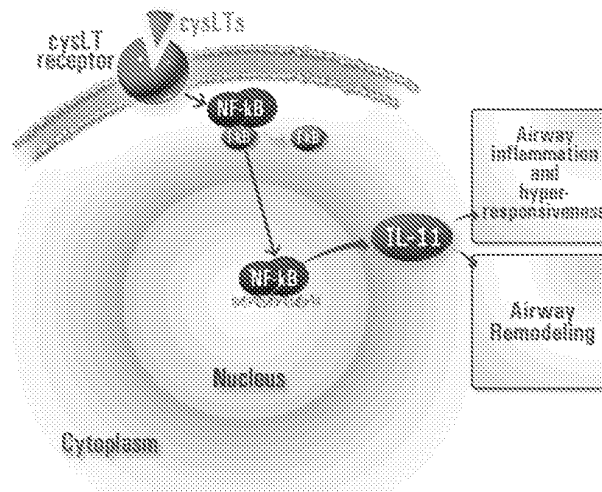 cysLTs
cysLT
receptor
NF-kB
Airway
inflammation
and
hyper-
responsiveness
IL-11
NF-kB
Airway
Remodeling
Nucleus
Cytoplasm